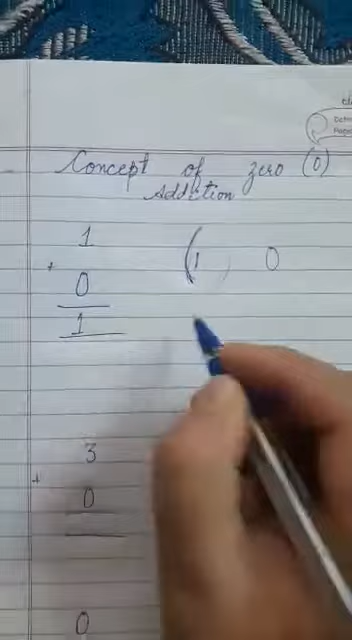 Concept of zero (0)
Addition
1
+
0
1
( 1 , 0
3
+
0
0